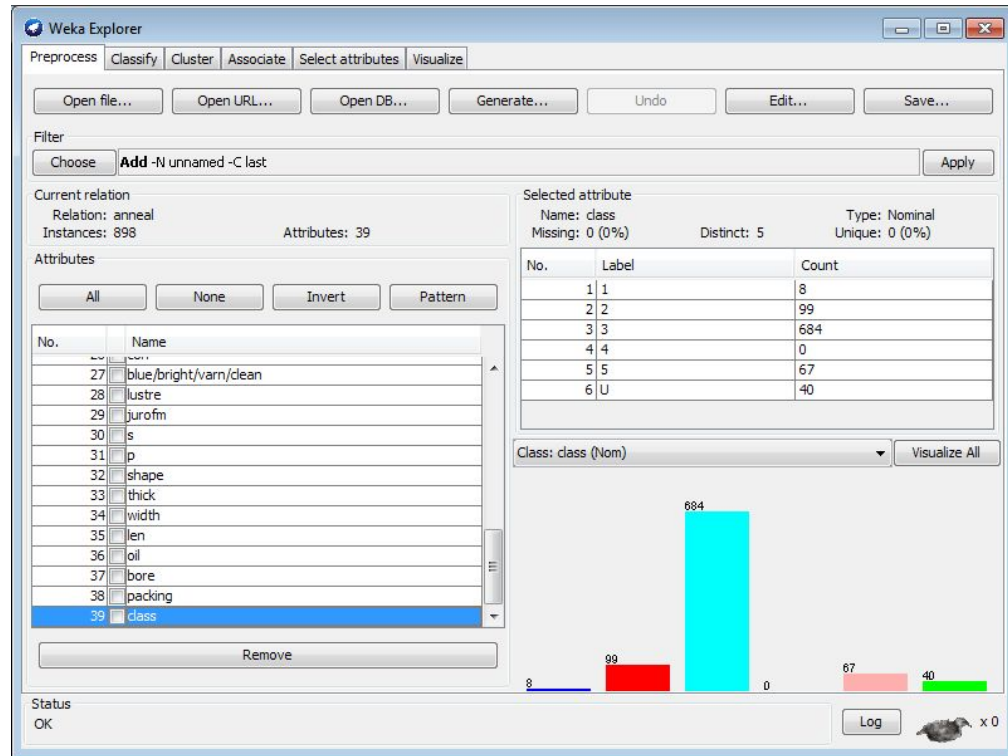 Weka Explorer
Preprocess Classify Cluster Associate Select attributes Visualize
Open file... Open URL... Open DB... Generate... Undo Edit... Save...
Filter
Choose Add -N unnamed -C last Apply
Current relation
Relation: anneal
Instances: 898 Attributes: 39
Attributes
All None Invert Pattern
No. Name
27 blue/bright/varn/clean
28 lustre
29 jurofm
30 s
31 p
32 shape
33 thick
34 width
35 len
36 oil
37 bore
38 packing
39 class
Remove
Selected attribute
Name: class Type: Nominal
Missing: 0 (0%) Distinct: 5 Unique: 0 (0%)
No. Label Count
1 1 8
2 2 99
3 3 684
4 4 0
5 5 67
6 U 40
Class: class (Nom) Visualize All
8 99 684 0 67 40
Status
OK Log x 0